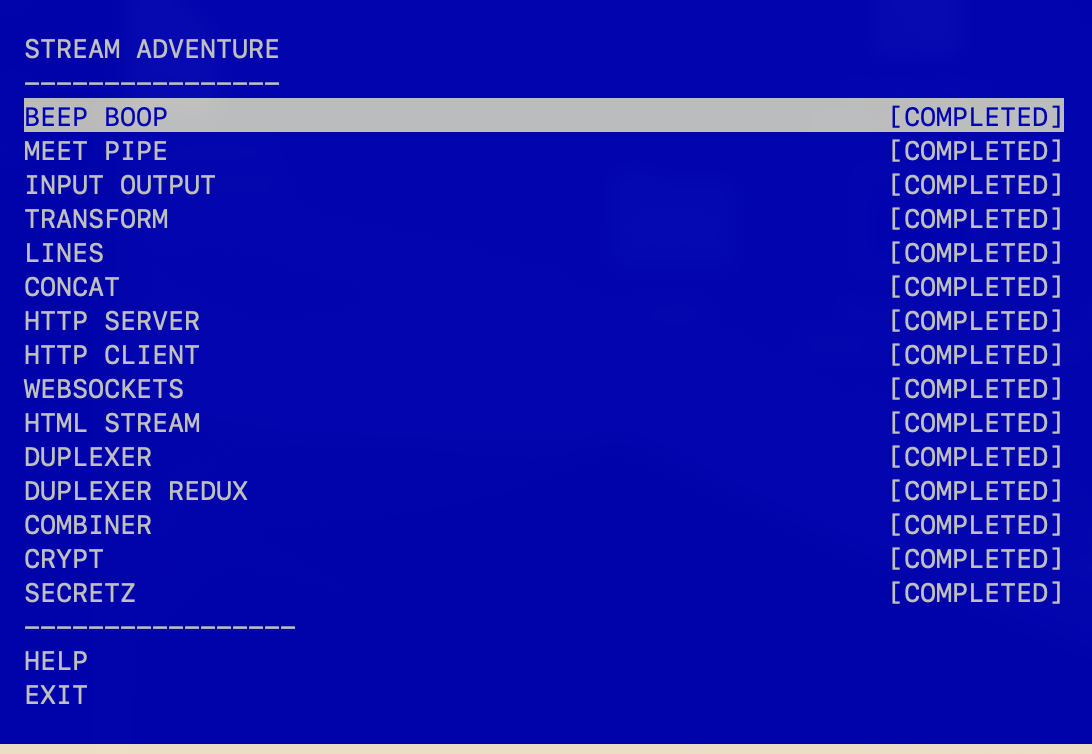 STREAM ADVENTURE
────────────────
BEEP BOOP [COMPLETED]
MEET PIPE [COMPLETED]
INPUT OUTPUT [COMPLETED]
TRANSFORM [COMPLETED]
LINES [COMPLETED]
CONCAT [COMPLETED]
HTTP SERVER [COMPLETED]
HTTP CLIENT [COMPLETED]
WEBSOCKETS [COMPLETED]
HTML STREAM [COMPLETED]
DUPLEXER [COMPLETED]
DUPLEXER REDUX [COMPLETED]
COMBINER [COMPLETED]
CRYPT [COMPLETED]
SECRETZ [COMPLETED]
─────────────────
HELP
EXIT